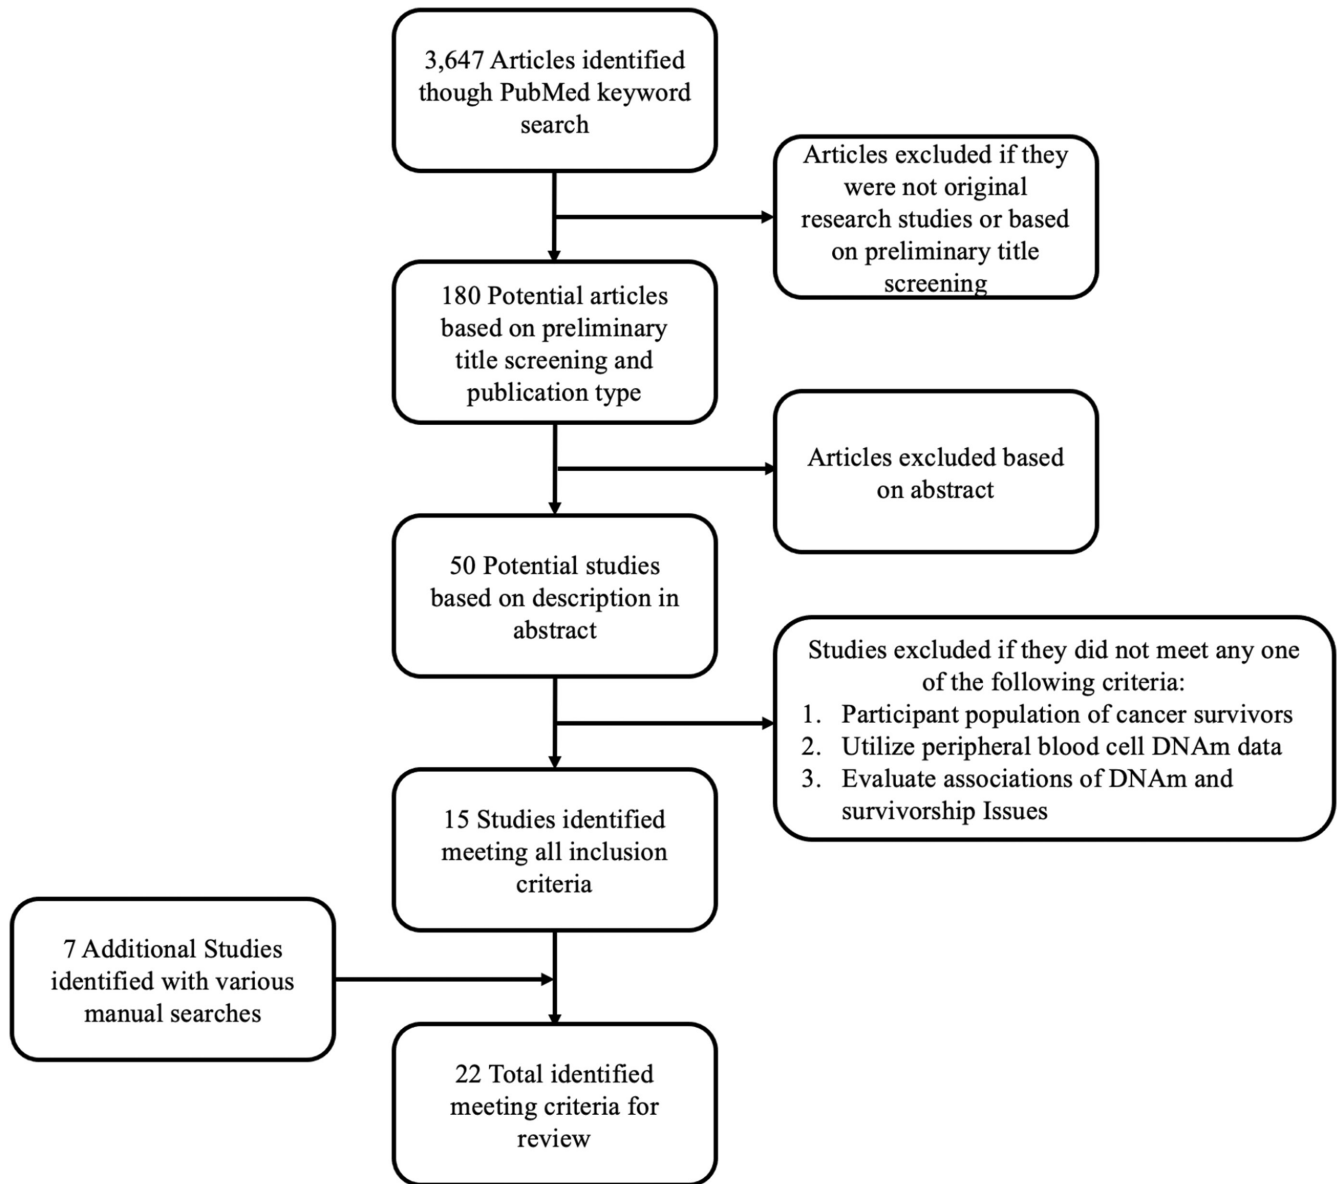 3,647 Articles identified
though PubMed keyword
search
Articles excluded if they
were not original
research studies or based
on preliminary title
screening
180 Potential articles
based on preliminary
title screening and
publication type
Articles excluded based
on abstract
50 Potential studies
based on description in
abstract
Studies excluded if they did not meet any one
of the following criteria:
1. Participant population of cancer survivors
2. Utilize peripheral blood cell DNAm data
3. Evaluate associations of DNAm and
survivorship Issues
15 Studies identified
meeting all inclusion
criteria
7 Additional Studies
identified with various
manual searches
22 Total identified
meeting criteria for
review